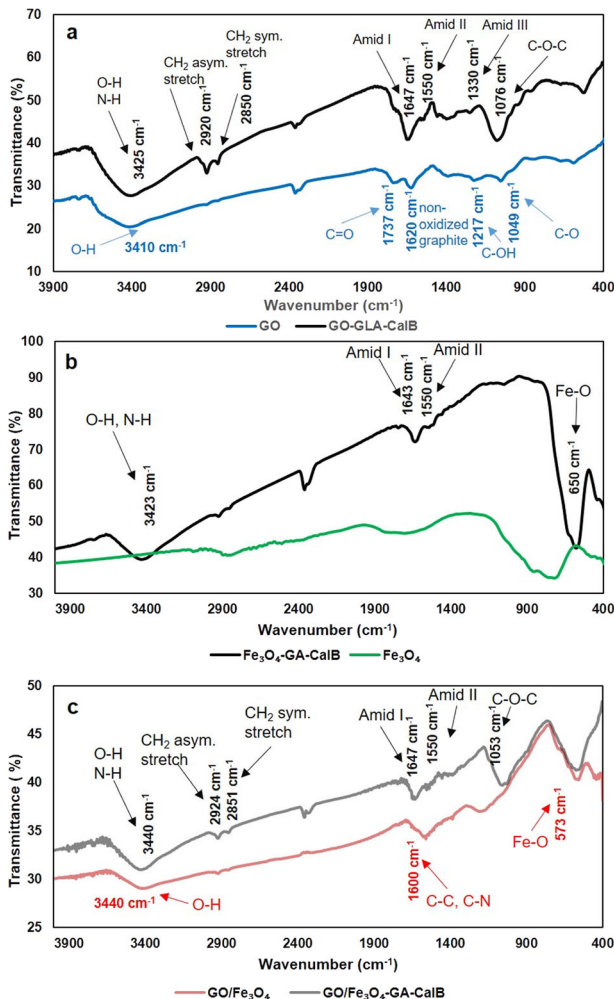 a
Transmittance (%)
70
60
50
40
30
20
10
O-H
N-H
3425 cm-1
CH2 asym.
stretch
2920 cm-1
CH2 sym.
stretch
2850 cm-1
Amid I
1647 cm-1
Amid II
1550 cm-1
Amid III
1330 cm-1
1076 cm-1
C-O-C
O-H
3410 cm-1
C=O
1737 cm-1
1620 cm-1
non-
oxidized
graphite
1217 cm-1
C-OH
1049 cm-1
C-O
3900 3400 2900 2400 1900 1400 900 400
Wavenumber (cm-1)
GO GO-GLA-CalB
b
Transmittance (%)
100
90
80
70
60
50
40
30
O-H, N-H
3423 cm-1
Amid I
1643 cm-1
1550 cm-1
Amid II
Fe-O
650 cm-1
3900 3400 2900 2400 1900 1400 900 400
Wavenumber (cm-1)
Fe3O4-GA-CalB Fe3O4
c
Transmittance ( %)
50
45
40
35
30
25
O-H
N-H
3440 cm-1
CH2 asym.
stretch
2924 cm-1
2851 cm-1
CH2 sym.
stretch
Amid I
1647 cm-1
1550 cm-1
Amid II
1053 cm-1
C-O-C
3440 cm-1
O-H
1600 cm-1
C-C, C-N
Fe-O
573 cm-1
3900 3400 2900 2400 1900 1400 900 400
Wavenumber (cm-1)
GO/Fe3O4 GO/Fe3O4-GA-CalB